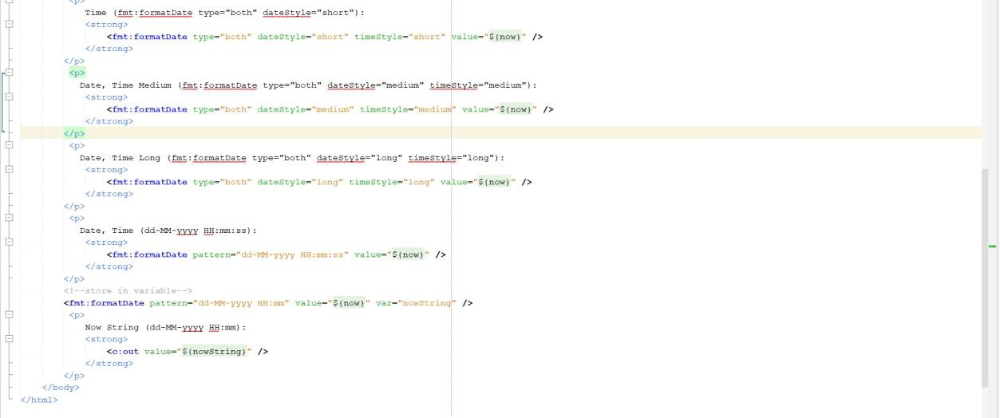 <p>
Time (fmt:formatDate type="both" dateStyle="short"):
<strong>
<fmt:formatDate type="both" dateStyle="short" timeStyle="short" value="${now}" />
</strong>
</p>
<p>
Date, Time Medium (fmt:formatDate type="both" dateStyle="medium" timeStyle="medium"):
<strong>
<fmt:formatDate type="both" dateStyle="medium" timeStyle="medium" value="${now}" />
</strong>
</p>
<p>
Date, Time Long (fmt:formatDate type="both" dateStyle="long" timeStyle="long"):
<strong>
<fmt:formatDate type="both" dateStyle="long" timeStyle="long" value="${now}" />
</strong>
</p>
<p>
Date, Time (dd-MM-yyyy HH:mm:ss):
<strong>
<fmt:formatDate pattern="dd-MM-yyyy HH:mm:ss" value="${now}" />
</strong>
</p>
<!--store in variable-->
<fmt:formatDate pattern="dd-MM-yyyy HH:mm" value="${now}" var="nowString" />
<p>
Now String (dd-MM-yyyy HH:mm):
<strong>
<c:out value="${nowString}" />
</strong>
</p>
</body>
</html>